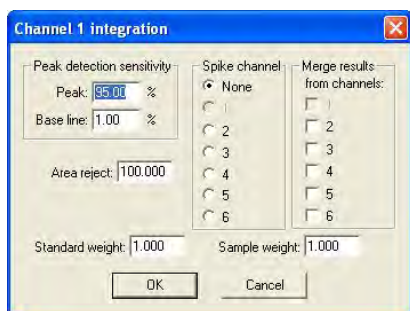 Channel 1 integration
Peak detection sensitivity
Peak: 95.00 %
Base line: 1.00 %
Area reject: 100.000
Spike channel
None
1
2
3
4
5
6
Merge results
from channels:
1
2
3
4
5
6
Standard weight: 1.000
Sample weight: 1.000
OK
Cancel